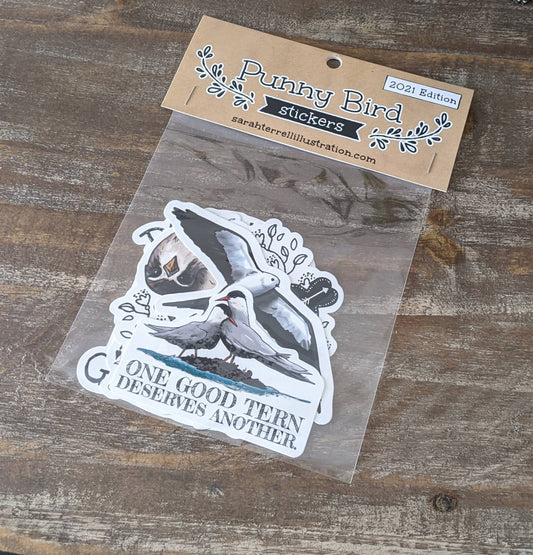 Punny Bird
2021 Edition
stickers
sarahterrellillustration.com
ONE GOOD TERN
DESERVES ANOTHER.
G